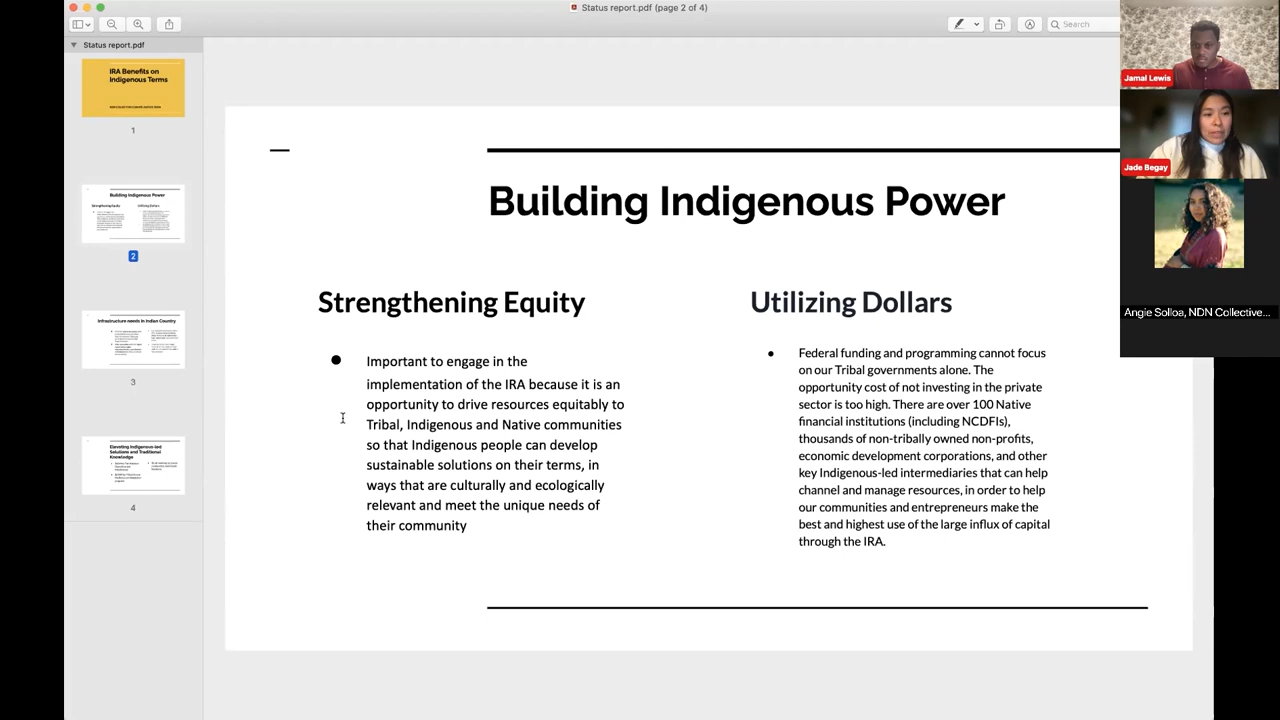 Status report.pdf (page 2 of 4)
Search
Status report.pdf
IRA Benefits on
Indigenous Terms
1
Building Indigenous Power
Strengthening Equity
Utilizing Dollars
2
Infrastructure needs in Indian Country
3
Elevating Indigenous-led
Solutions and Traditional
Knowledge
4
Building Indigenous Power
Strengthening Equity
Important to engage in the
implementation of the IRA because it is an
opportunity to drive resources equitably to
Tribal, Indigenous and Native communities
so that Indigenous people can develop
sustainable solutions on their terms, in
ways that are culturally and ecologically
relevant and meet the unique needs of
their community
Utilizing Dollars
Federal funding and programming cannot focus
on our Tribal governments alone. The
opportunity cost of not investing in the private
sector is too high. There are over 100 Native
financial institutions (including NCDFIs),
thousands of non-tribally owned non-profits,
economic development corporations, and other
key indigenous-led intermediaries that can help
channel and manage resources, in order to help
our communities and entrepreneurs make the
best and highest use of the large influx of capital
through the IRA.
Jamal Lewis
Jade Begay
Angie Solloa, NDN Collective...